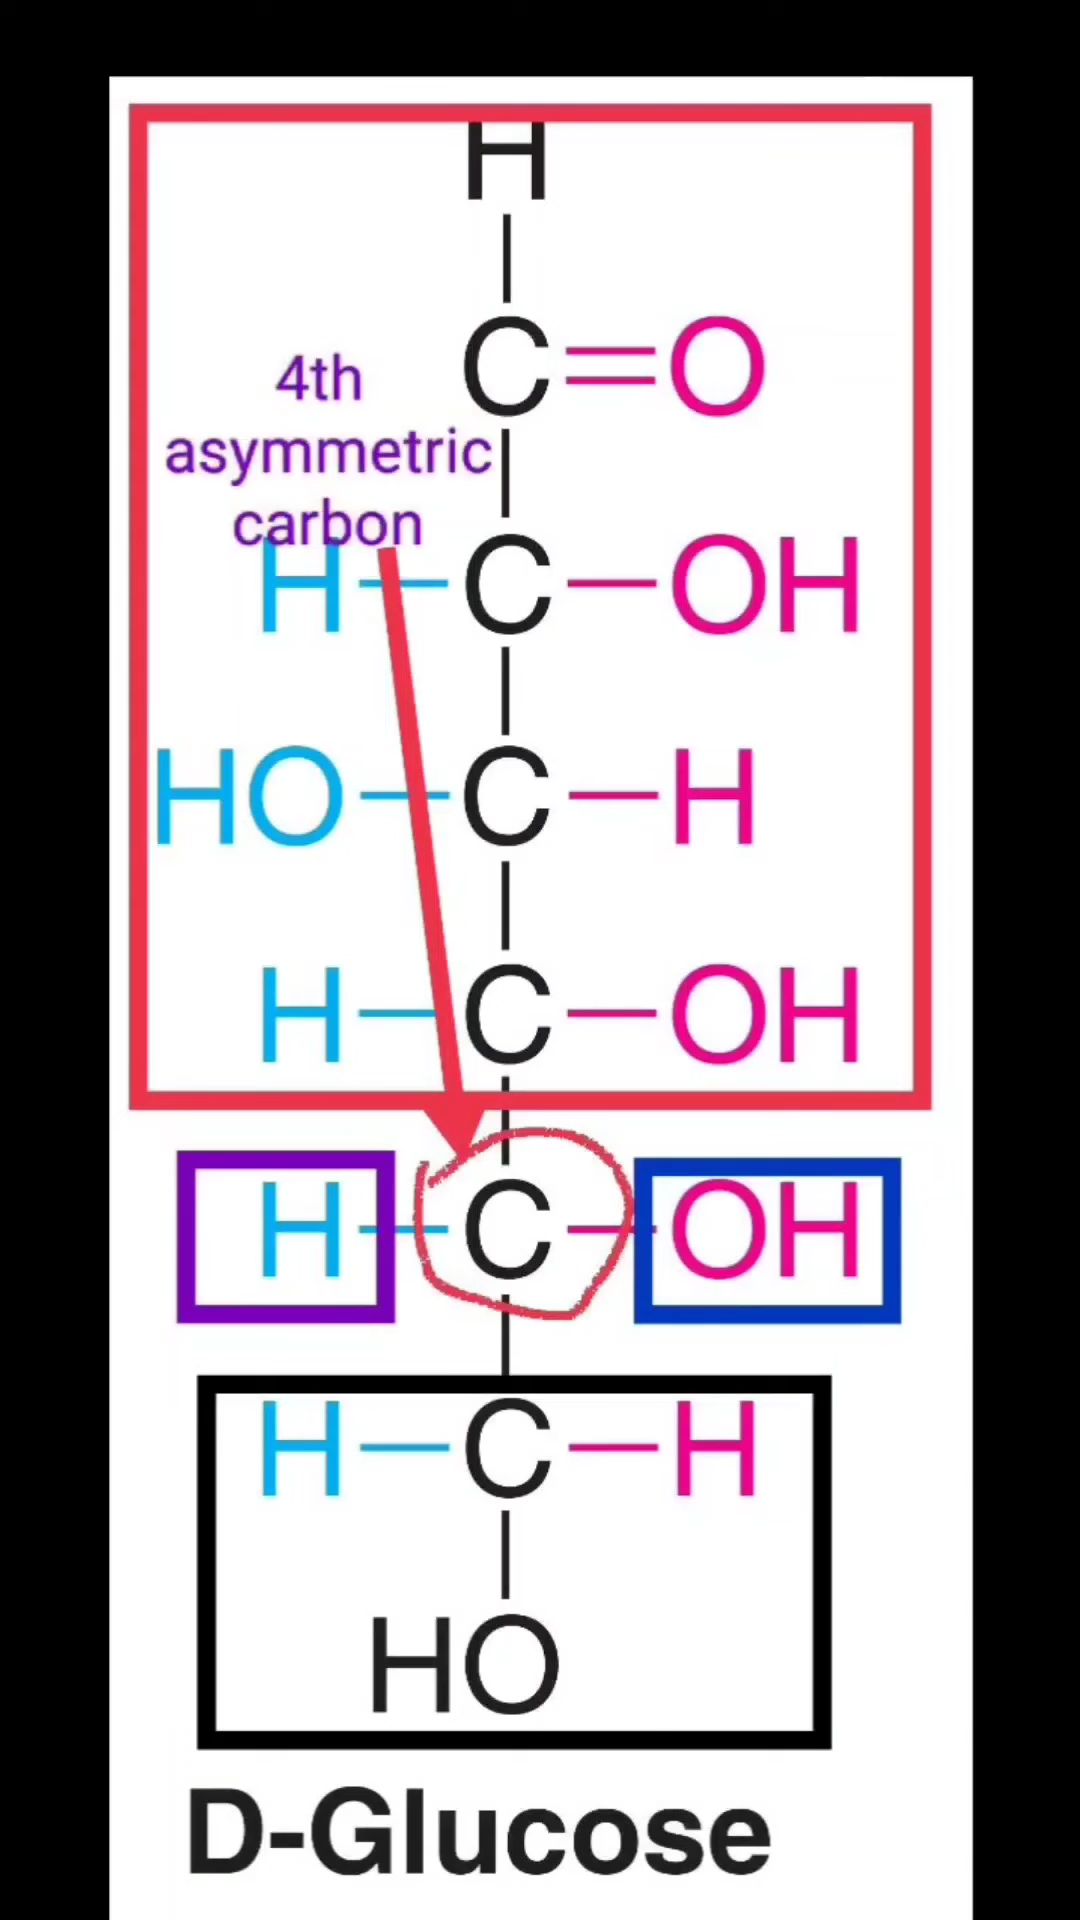 H
C=O
4th
asymmetric
carbon
H—C—OH
HO—C—H
H—C—OH
H—C—OH
H—C—H
HO
D-Glucose